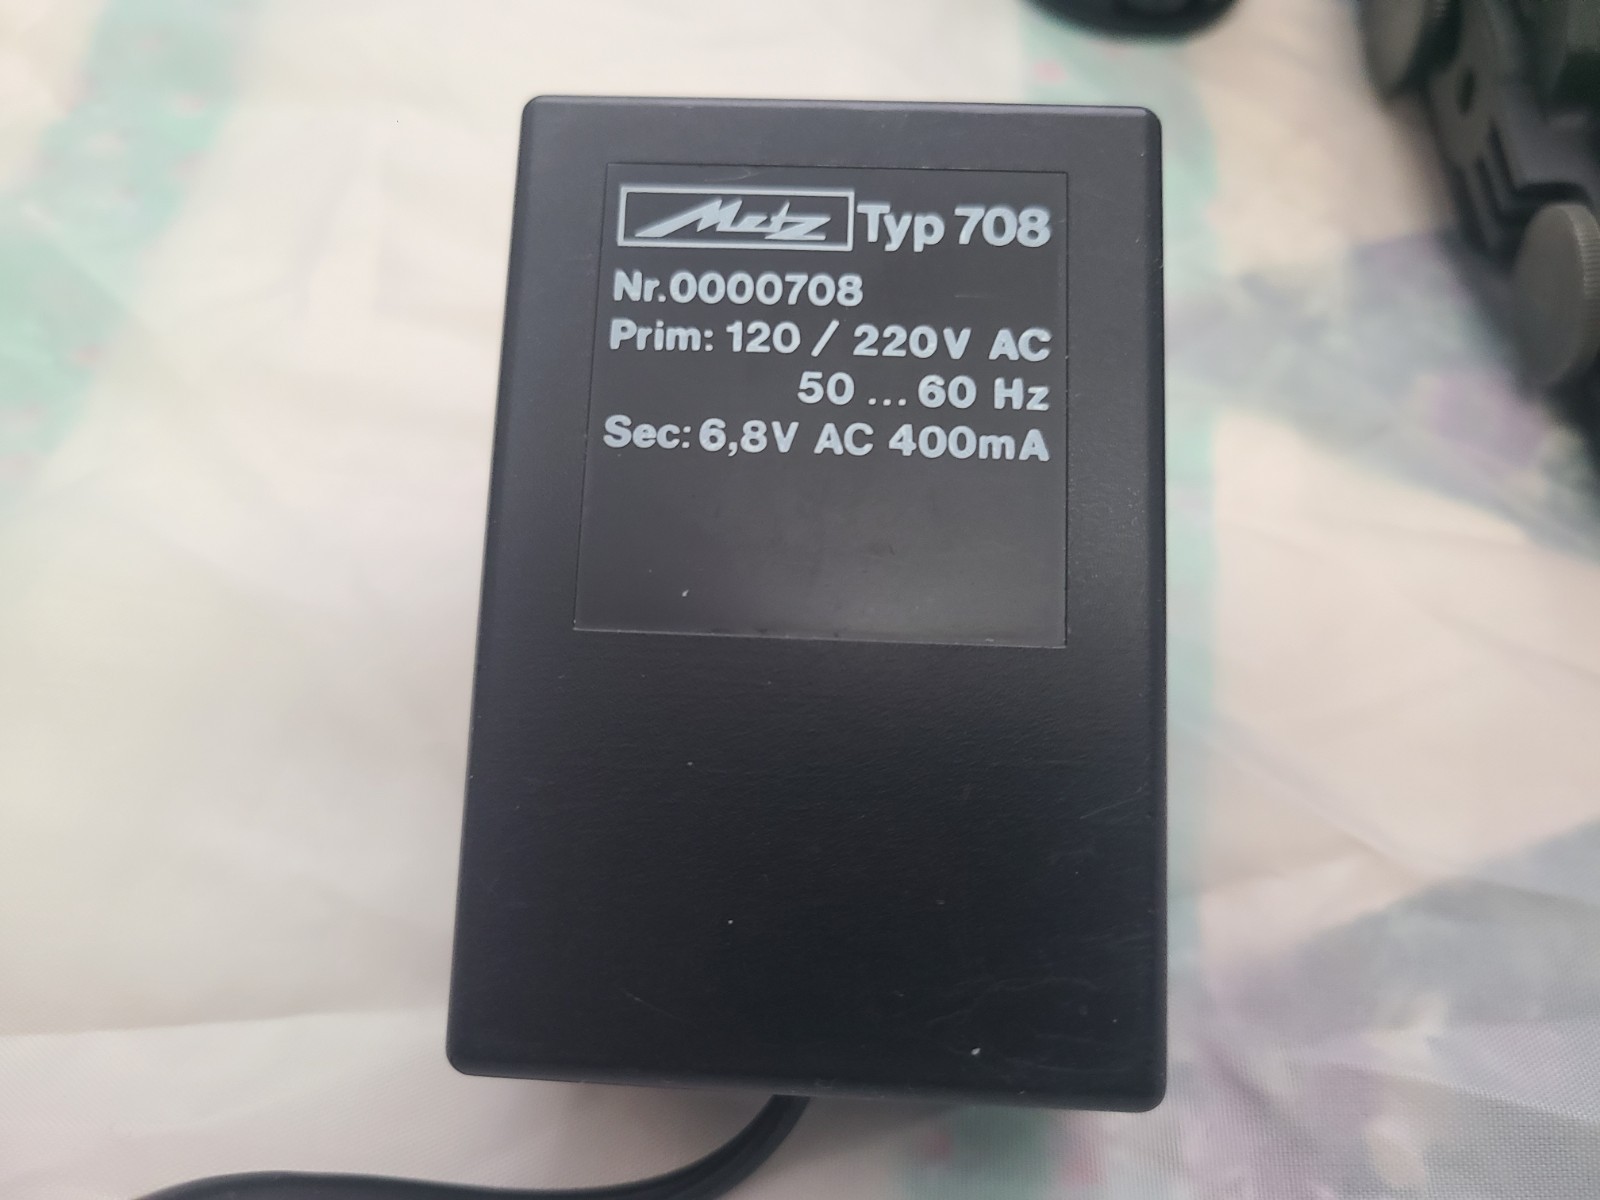 Metz Typ 708
Nr.0000708
Prim: 120 / 220V AC
50 ... 60 Hz
Sec: 6,8V AC 400mA